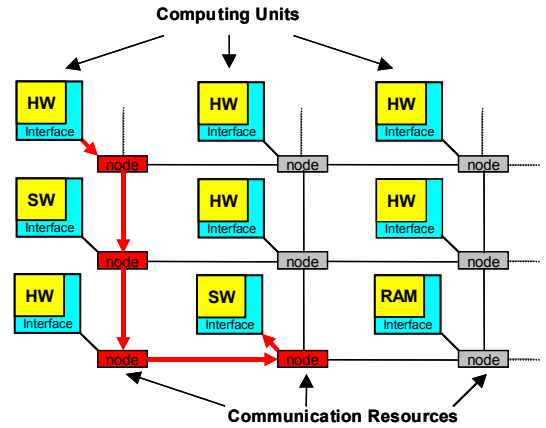 Computing Units
HW HW HW
Interface Interface Interface
node node node
SW HW HW
Interface Interface Interface
node node node
HW SW RAM
Interface Interface Interface
node node node
Communication Resources